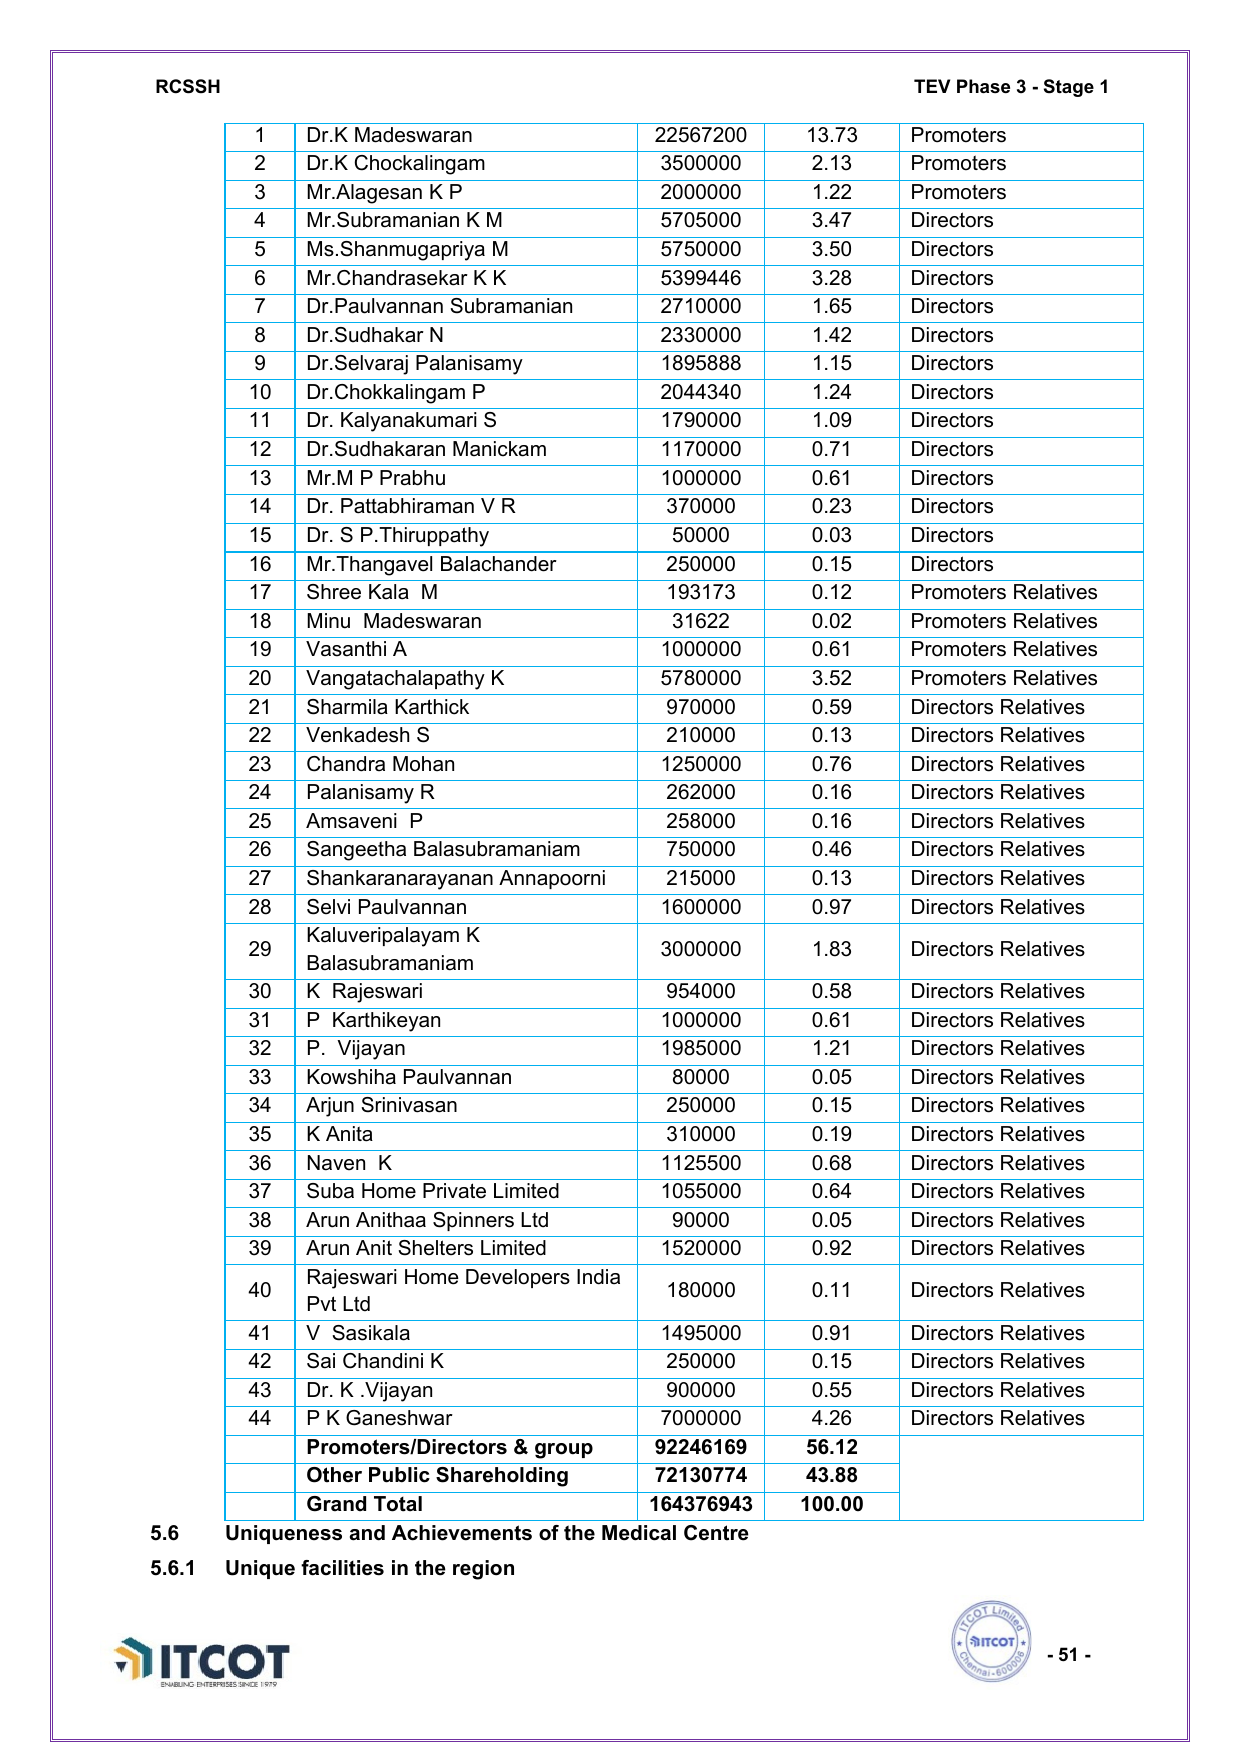 RCSSH TEV Phase 3 - Stage 1
1 Dr.K Madeswaran 22567200 13.73 Promoters
2 Dr.K Chockalingam 3500000 2.13 Promoters
3 Mr.Alagesan K P 2000000 1.22 Promoters
4 Mr.Subramanian K M 5705000 3.47 Directors
5 Ms.Shanmugapriya M 5750000 3.50 Directors
6 Mr.Chandrasekar K K 5399446 3.28 Directors
7 Dr.Paulvannan Subramanian 2710000 1.65 Directors
8 Dr.Sudhakar N 2330000 1.42 Directors
9 Dr.Selvaraj Palanisamy 1895888 1.15 Directors
10 Dr.Chokkalingam P 2044340 1.24 Directors
11 Dr. Kalyanakumari S 1790000 1.09 Directors
12 Dr.Sudhakaran Manickam 1170000 0.71 Directors
13 Mr.M P Prabhu 1000000 0.61 Directors
14 Dr. Pattabhiraman V R 370000 0.23 Directors
15 Dr. S P.Thiruppathy 50000 0.03 Directors
16 Mr.Thangavel Balachander 250000 0.15 Directors
17 Shree Kala M 193173 0.12 Promoters Relatives
18 Minu Madeswaran 31622 0.02 Promoters Relatives
19 Vasanthi A 1000000 0.61 Promoters Relatives
20 Vangatachalapathy K 5780000 3.52 Promoters Relatives
21 Sharmila Karthick 970000 0.59 Directors Relatives
22 Venkadesh S 210000 0.13 Directors Relatives
23 Chandra Mohan 1250000 0.76 Directors Relatives
24 Palanisamy R 262000 0.16 Directors Relatives
25 Amsaveni P 258000 0.16 Directors Relatives
26 Sangeetha Balasubramaniam 750000 0.46 Directors Relatives
27 Shankaranarayanan Annapoorni 215000 0.13 Directors Relatives
28 Selvi Paulvannan 1600000 0.97 Directors Relatives
29 Kaluveripalayam K
Balasubramaniam 3000000 1.83 Directors Relatives
30 K Rajeswari 954000 0.58 Directors Relatives
31 P Karthikeyan 1000000 0.61 Directors Relatives
32 P. Vijayan 1985000 1.21 Directors Relatives
33 Kowshiha Paulvannan 80000 0.05 Directors Relatives
34 Arjun Srinivasan 250000 0.15 Directors Relatives
35 K Anita 310000 0.19 Directors Relatives
36 Naven K 1125500 0.68 Directors Relatives
37 Suba Home Private Limited 1055000 0.64 Directors Relatives
38 Arun Anithaa Spinners Ltd 90000 0.05 Directors Relatives
39 Arun Anit Shelters Limited 1520000 0.92 Directors Relatives
40 Rajeswari Home Developers India
Pvt Ltd 180000 0.11 Directors Relatives
41 V Sasikala 1495000 0.91 Directors Relatives
42 Sai Chandini K 250000 0.15 Directors Relatives
43 Dr. K .Vijayan 900000 0.55 Directors Relatives
44 P K Ganeshwar 7000000 4.26 Directors Relatives
Promoters/Directors & group 92246169 56.12
Other Public Shareholding 72130774 43.88
Grand Total 164376943 100.00
5.6 Uniqueness and Achievements of the Medical Centre
5.6.1 Unique facilities in the region
ITCOT
ENABLING ENTERPRISES SINCE 1979
ITCOT Limited
ITCOT
Chennai-600006
- 51 -